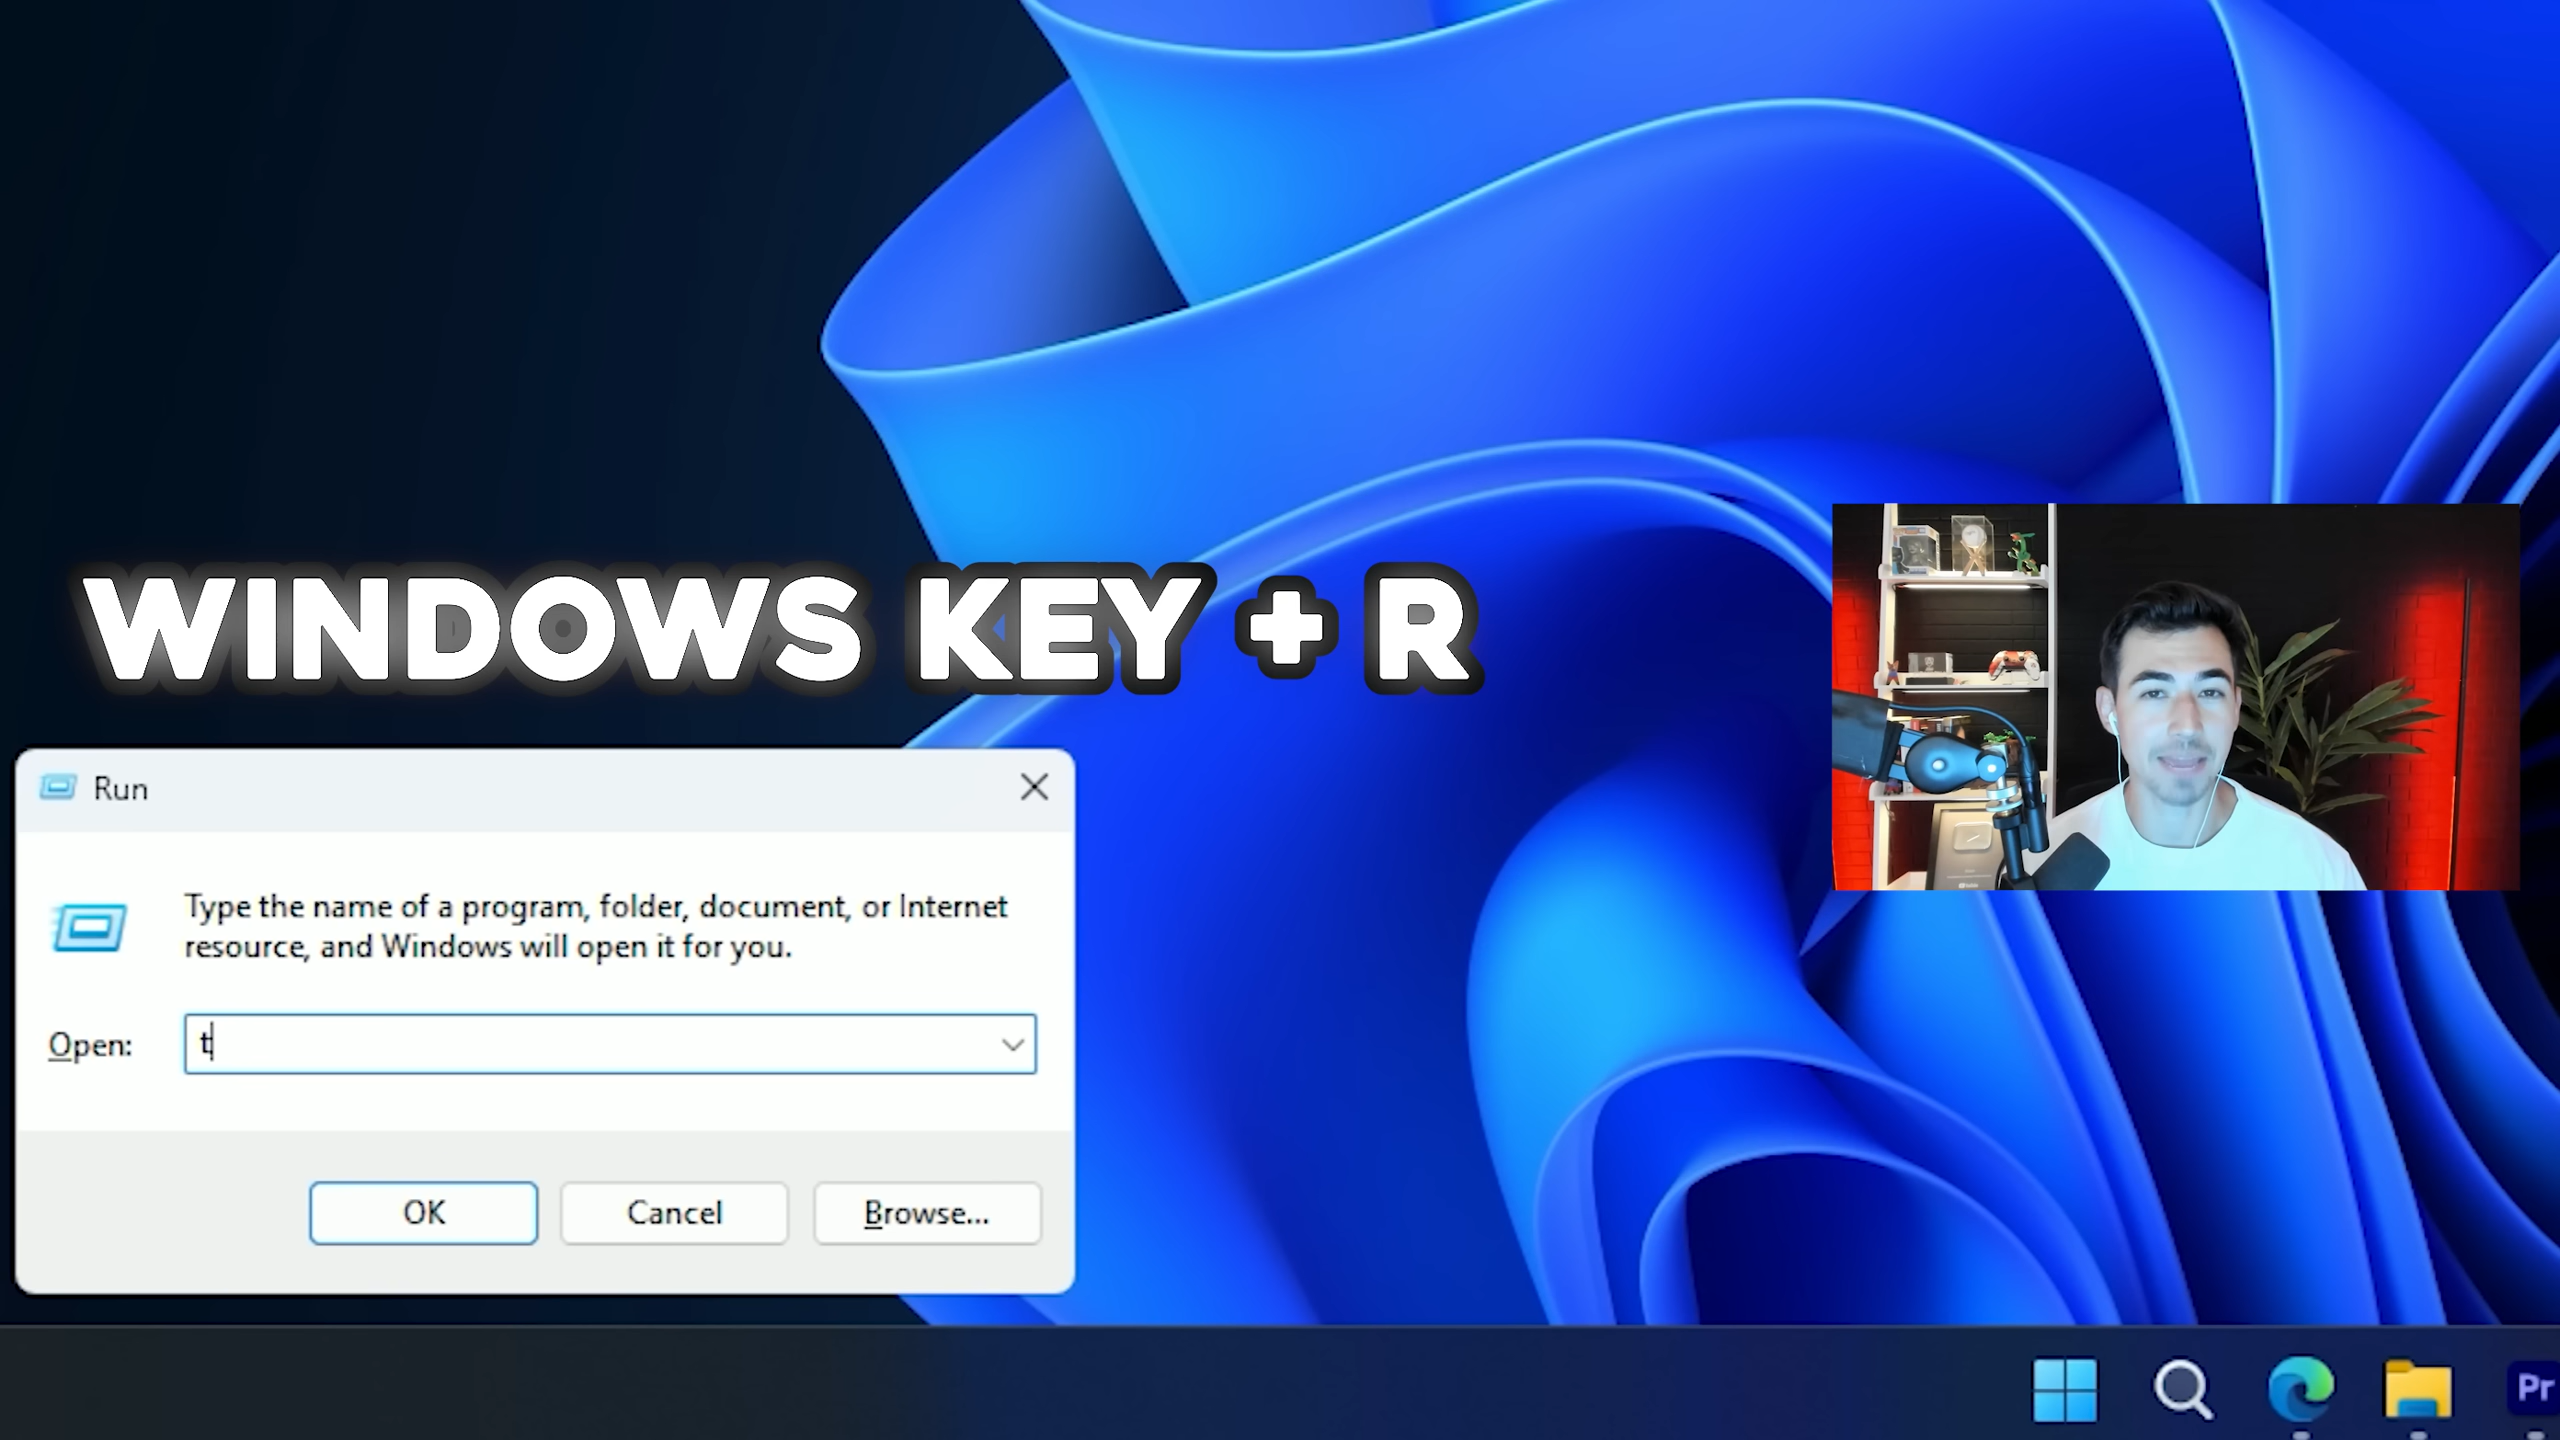 WINDOWS KEY + R
Run
Type the name of a program, folder, document, or Internet
resource, and Windows will open it for you.
Open:
t
OK
Cancel
Browse...
Pr